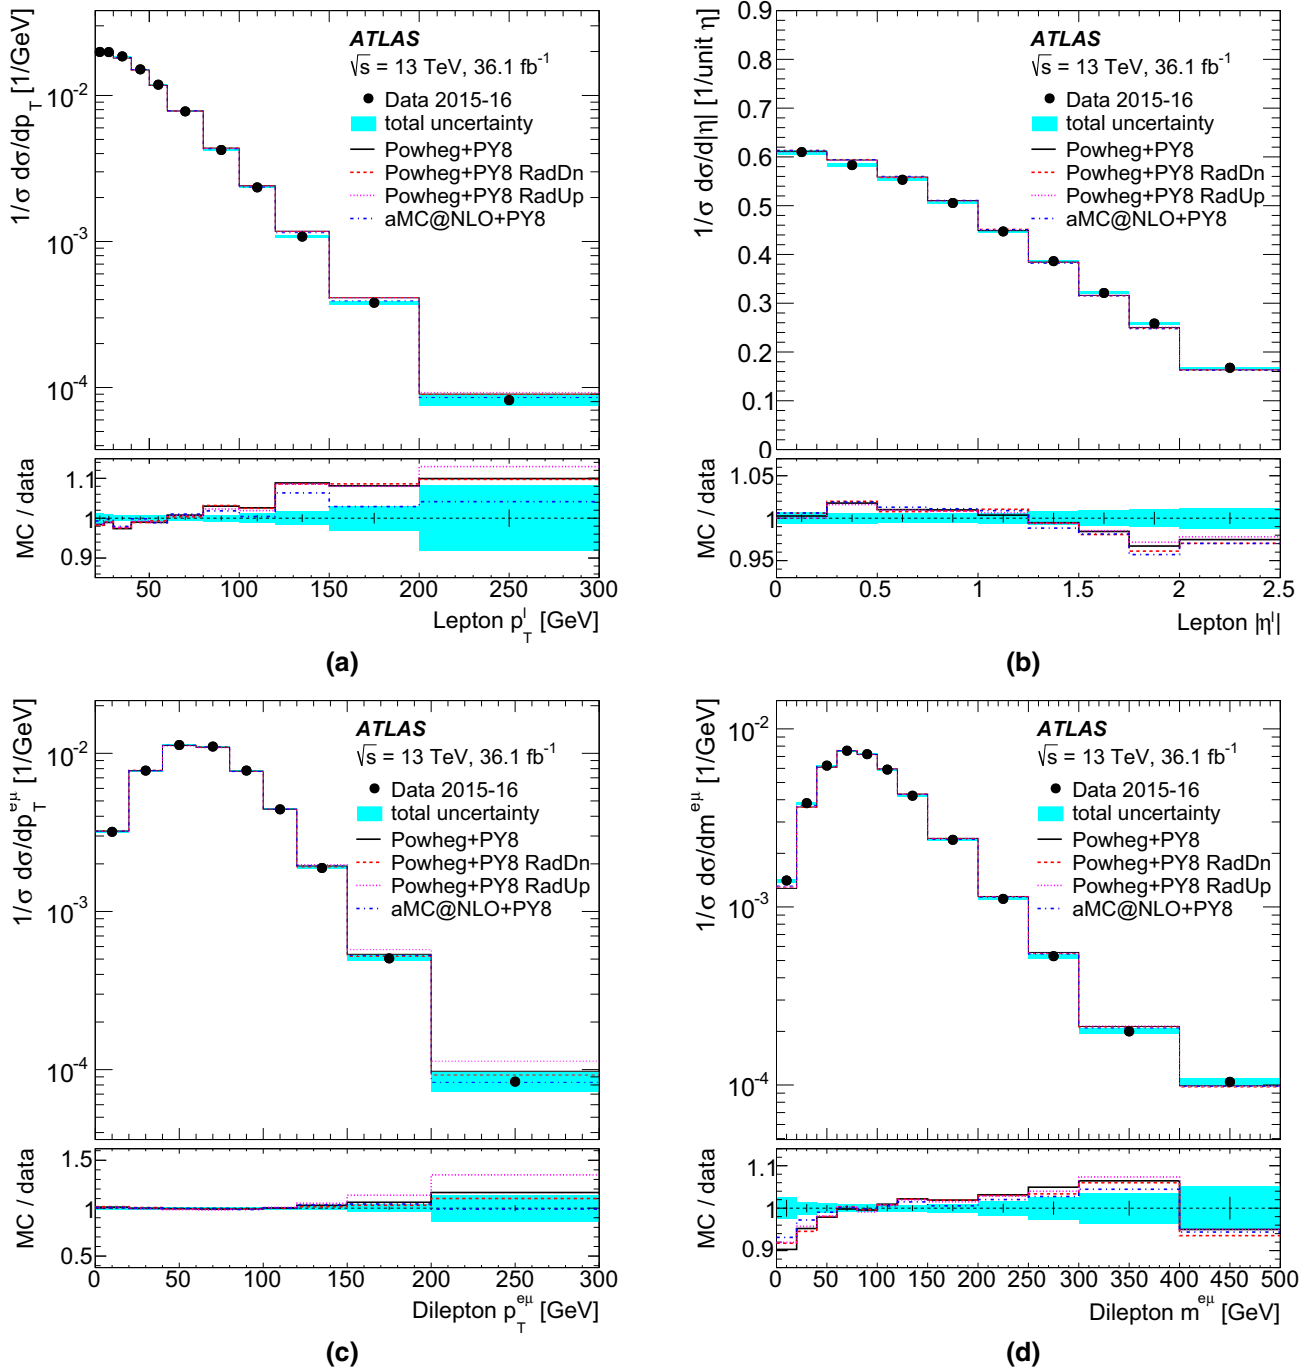 1/σ dσ/dp_T [1/GeV]
10^-2
10^-3
10^-4
ATLAS
√s = 13 TeV, 36.1 fb^-1
Data 2015-16
total uncertainty
Powheg+PY8
Powheg+PY8 RadDn
Powheg+PY8 RadUp
aMC@NLO+PY8
MC / data
1.1
1
0.9
50 100 150 200 250 300
Lepton p_T^l [GeV]
(a)
1/σ dσ/d|η| [1/unit η]
0.9
0.8
0.7
0.6
0.5
0.4
0.3
0.2
0.1
0
ATLAS
√s = 13 TeV, 36.1 fb^-1
Data 2015-16
total uncertainty
Powheg+PY8
Powheg+PY8 RadDn
Powheg+PY8 RadUp
aMC@NLO+PY8
MC / data
1.05
1
0.95
0 0.5 1 1.5 2 2.5
Lepton |η^l|
(b)
1/σ dσ/dp_T^eμ [1/GeV]
10^-2
10^-3
10^-4
ATLAS
√s = 13 TeV, 36.1 fb^-1
Data 2015-16
total uncertainty
Powheg+PY8
Powheg+PY8 RadDn
Powheg+PY8 RadUp
aMC@NLO+PY8
MC / data
1.5
1
0.5
0 50 100 150 200 250 300
Dilepton p_T^eμ [GeV]
(c)
1/σ dσ/dm^eμ [1/GeV]
10^-2
10^-3
10^-4
ATLAS
√s = 13 TeV, 36.1 fb^-1
Data 2015-16
total uncertainty
Powheg+PY8
Powheg+PY8 RadDn
Powheg+PY8 RadUp
aMC@NLO+PY8
MC / data
1.1
1
0.9
0 50 100 150 200 250 300 350 400 450 500
Dilepton m^eμ [GeV]
(d)